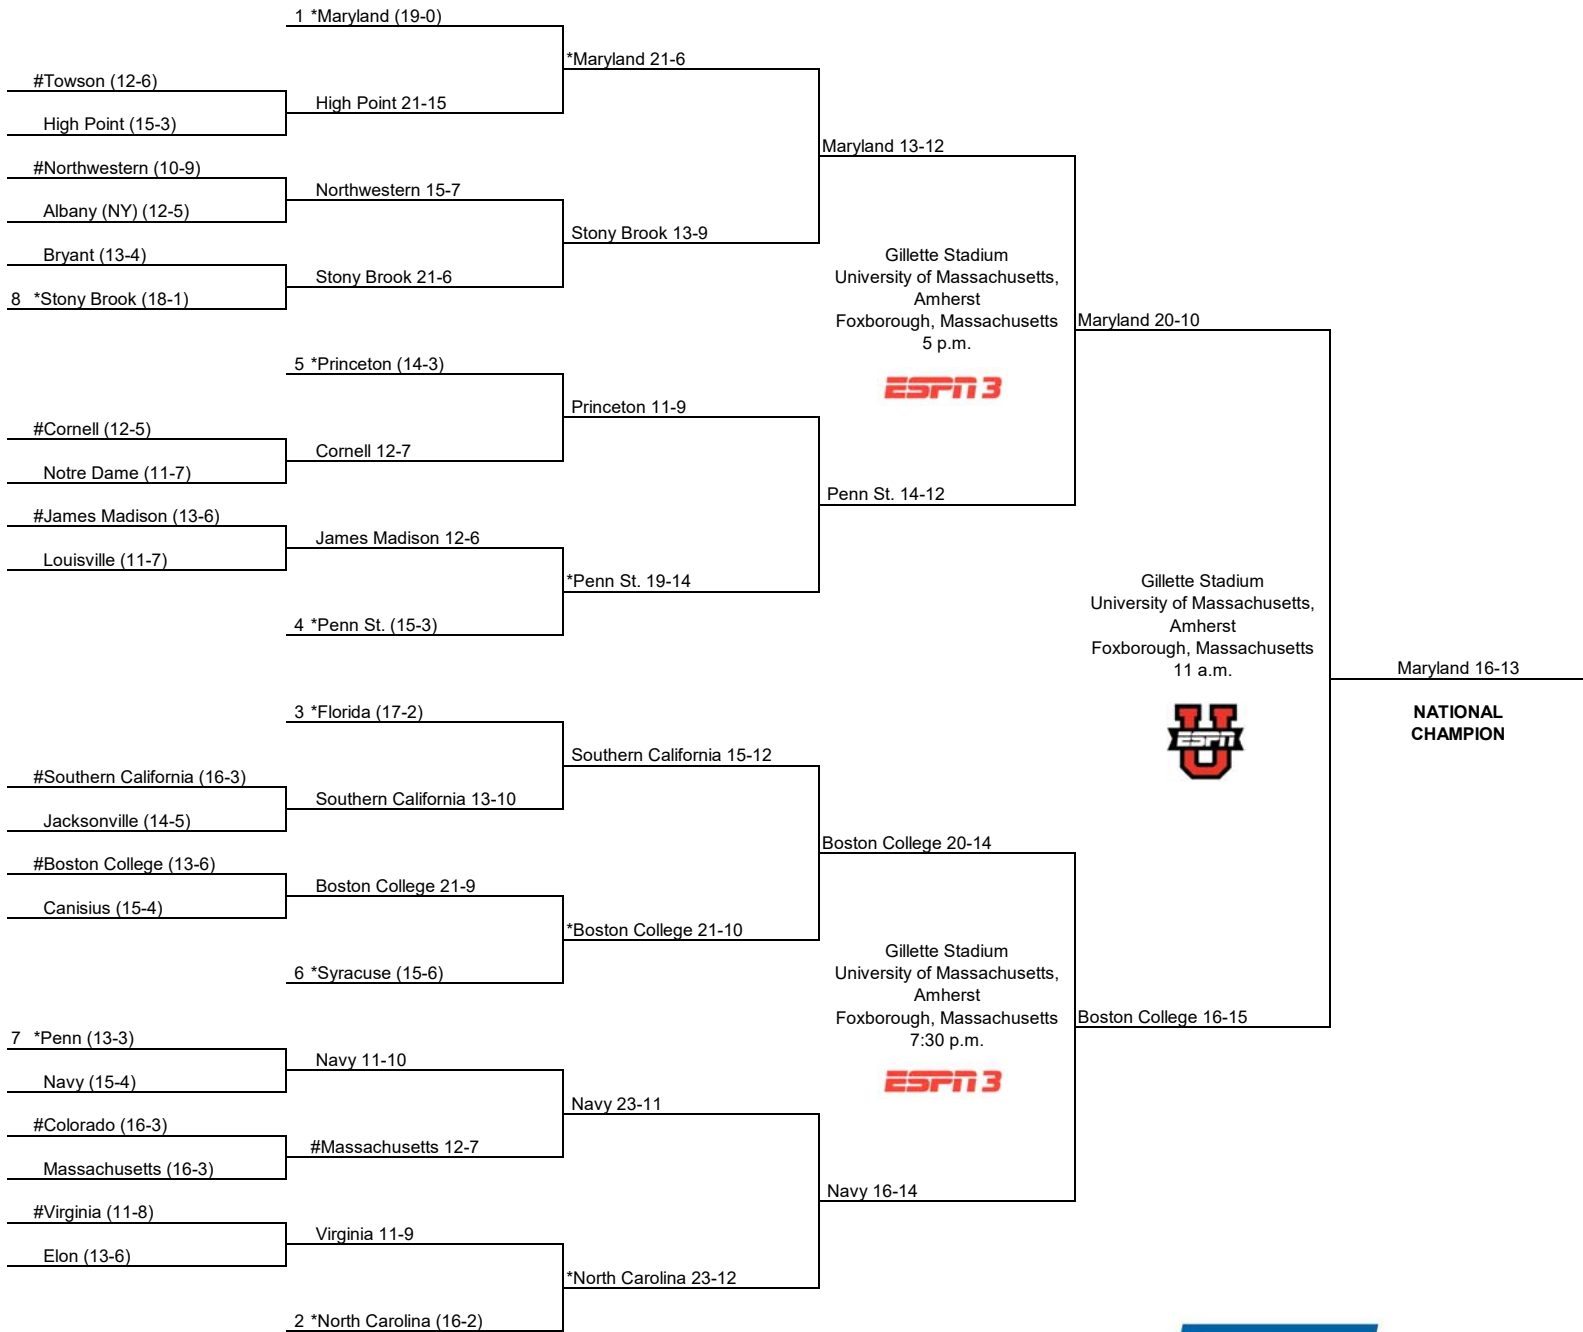 1 *Maryland (19-0)
#Towson (12-6)
High Point (15-3)
#Northwestern (10-9)
Albany (NY) (12-5)
Bryant (13-4)
8 *Stony Brook (18-1)
High Point 21-15
Northwestern 15-7
Stony Brook 21-6
*Maryland 21-6
Stony Brook 13-9
Maryland 13-12
5 *Princeton (14-3)
#Cornell (12-5)
Notre Dame (11-7)
#James Madison (13-6)
Louisville (11-7)
Cornell 12-7
James Madison 12-6
4 *Penn St. (15-3)
Princeton 11-9
*Penn St. 19-14
Penn St. 14-12
Gillette Stadium
University of Massachusetts,
Amherst
Foxborough, Massachusetts
5 p.m.
ESPN 3
Maryland 20-10
3 *Florida (17-2)
#Southern California (16-3)
Jacksonville (14-5)
#Boston College (13-6)
Canisius (15-4)
Southern California 13-10
Boston College 21-9
6 *Syracuse (15-6)
Southern California 15-12
*Boston College 21-10
Boston College 20-14
7 *Penn (13-3)
Navy (15-4)
#Colorado (16-3)
Massachusetts (16-3)
#Virginia (11-8)
Elon (13-6)
Navy 11-10
#Massachusetts 12-7
Virginia 11-9
2 *North Carolina (16-2)
Navy 23-11
*North Carolina 23-12
Navy 16-14
Gillette Stadium
University of Massachusetts,
Amherst
Foxborough, Massachusetts
7:30 p.m.
ESPN 3
Boston College 16-15
Gillette Stadium
University of Massachusetts,
Amherst
Foxborough, Massachusetts
11 a.m.
U
ESPN
Maryland 16-13
NATIONAL
CHAMPION